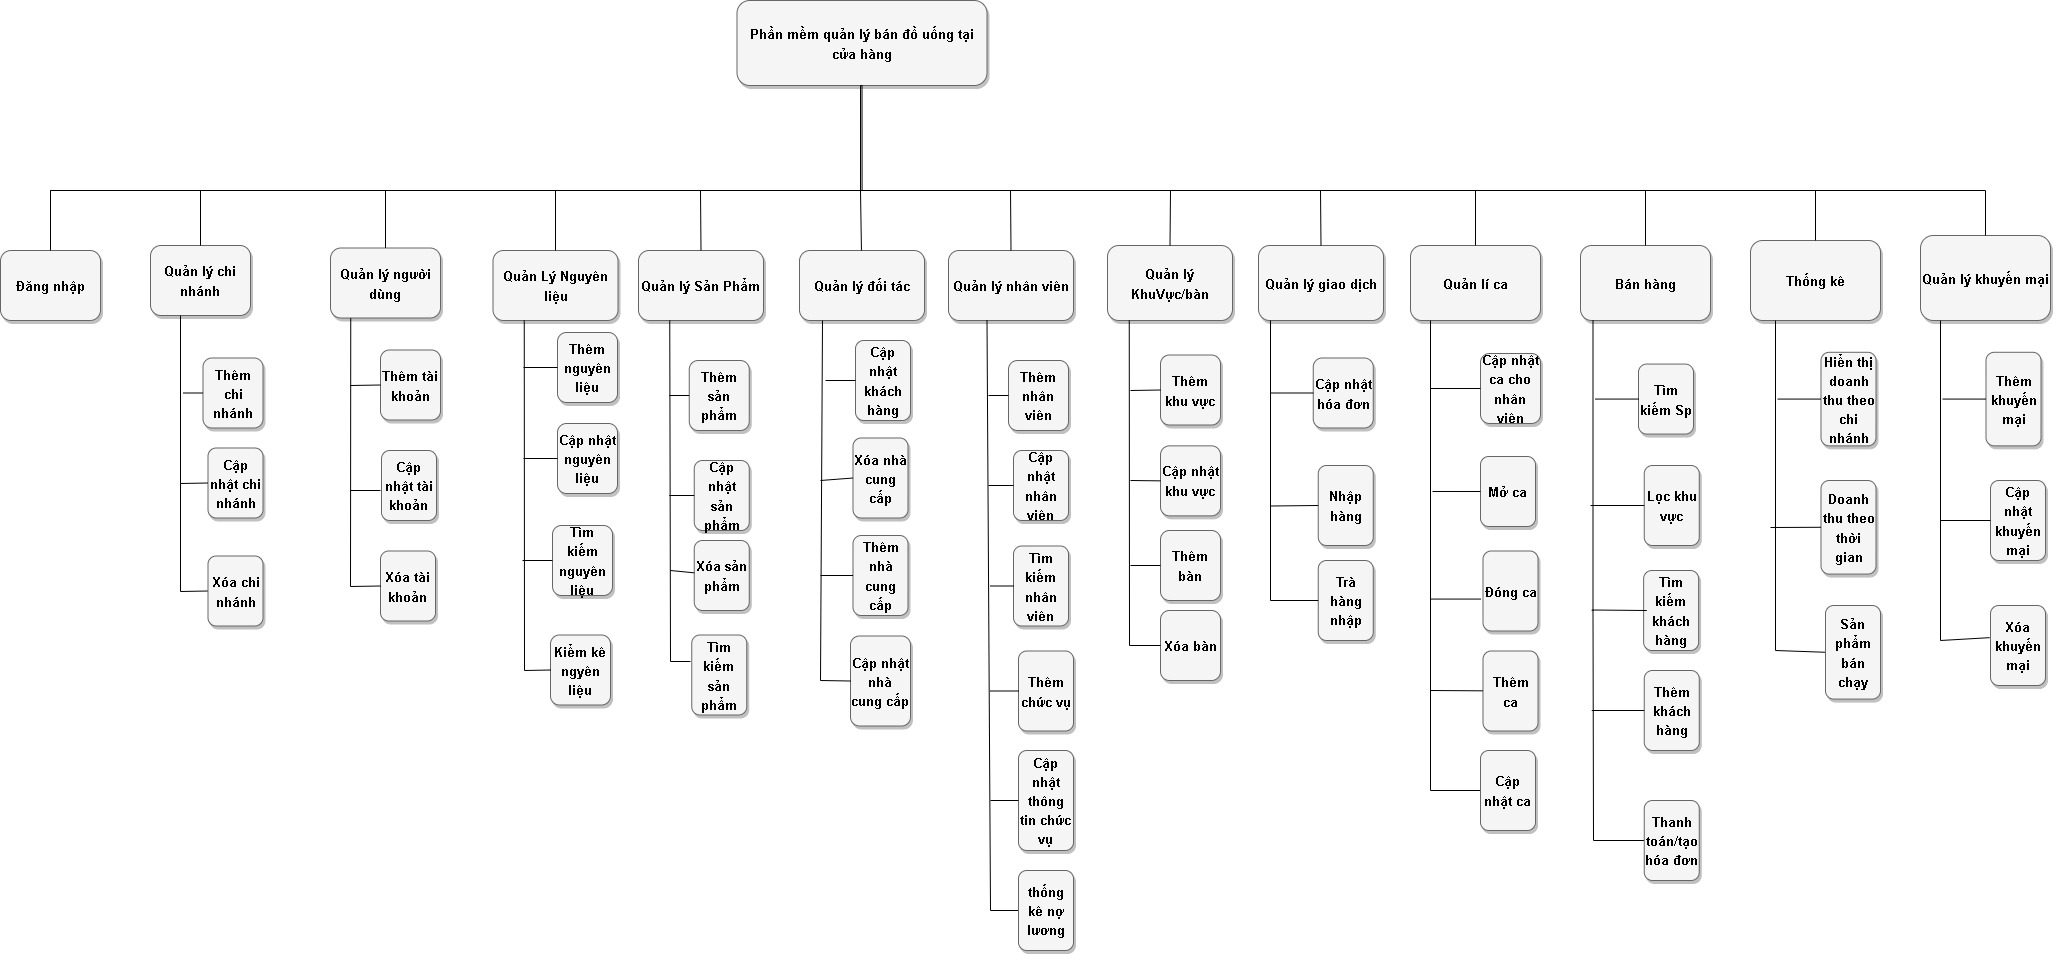 Phần mềm quản lý bán đồ uống tại
cửa hàng
Đăng nhập
Quản lý chi
nhánh
Quản lý người
dùng
Quản Lý Nguyên
liệu
Quản lý Sản Phẩm
Quản lý đối tác
Quản lý nhân viên
Quản lý
KhuVực/bàn
Quản lý giao dịch
Quản lí ca
Bán hàng
Thống kê
Quản lý khuyến mại
Thêm
chi
nhánh
Cập
nhật chi
nhánh
Xóa chi
nhánh
Thêm tài
khoản
Cập
nhật tài
khoản
Xóa tài
khoản
Thêm
nguyên
liệu
Cập nhật
nguyên
liệu
Tìm
kiếm
nguyên
liệu
Kiểm kê
ngyên
liệu
Thêm
sản
phẩm
Cập
nhật
sản
phẩm
Xóa sản
phẩm
Tìm
kiếm
sản
phẩm
Cập
nhật
khách
hàng
Xóa nhà
cung
cấp
Thêm
nhà
cung
cấp
Cập nhật
nhà
cung cấp
Thêm
nhân
viên
Cập
nhật
nhân
viên
Tìm
kiếm
nhân
viên
Thêm
chức vụ
Cập
nhật
thông
tin chức
vụ
thống
kê nợ
lương
Thêm
khu vực
Cập nhật
khu vực
Thêm
bàn
Xóa bàn
Cập nhật
hóa đơn
Nhập
hàng
Trà
hàng
nhập
Cập nhật
ca cho
nhân
viên
Mở ca
Đóng ca
Thêm
ca
Cập
nhật ca
Tìm
kiếm Sp
Lọc khu
vực
Tìm
kiếm
khách
hàng
Thêm
khách
hàng
Thanh
toán/tạo
hóa đơn
Hiển thị
doanh
thu theo
chi
nhánh
Doanh
thu theo
thời
gian
Sản
phẩm
bán
chạy
Thêm
khuyến
mại
Cập
nhật
khuyến
mại
Xóa
khuyến
mại